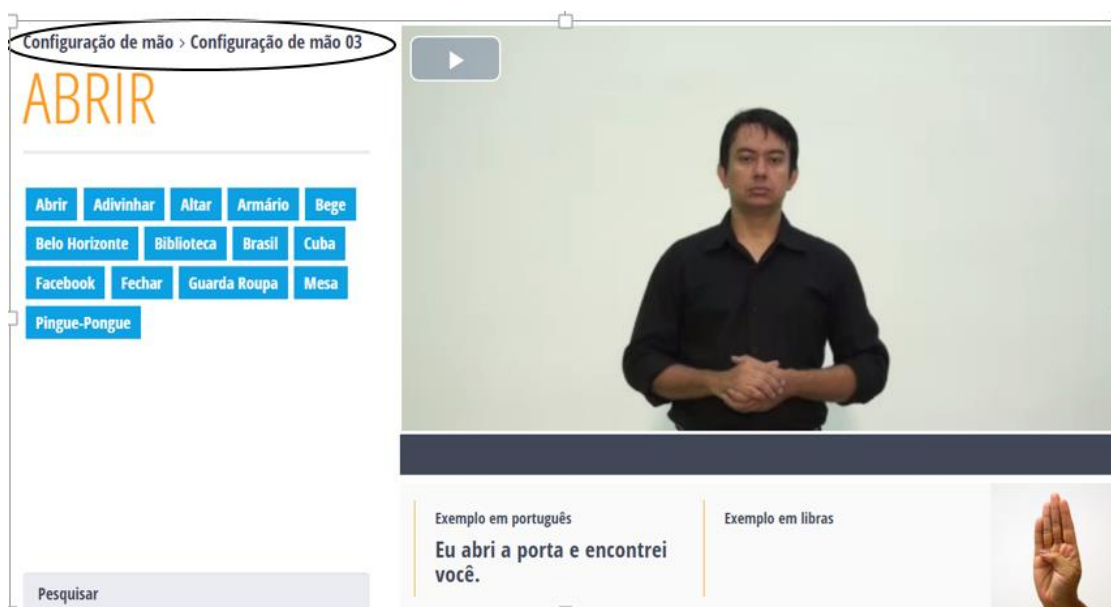 Configuração de mão > Configuração de mão 03
ABRIR
Abrir Adivinhar Altar Armário Bege
Belo Horizonte Biblioteca Brasil Cuba
Facebook Fechar Guarda Roupa Mesa
Pingue-Pongue
Pesquisar
Exemplo em português
Eu abri a porta e encontrei
você.
Exemplo em libras